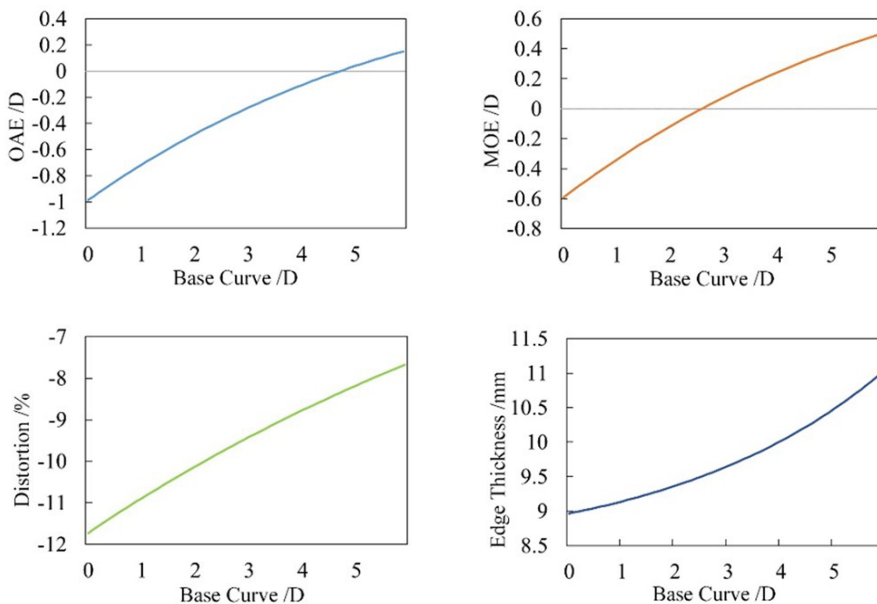 OAE /D
0.4
0.2
0
-0.2
-0.4
-0.6
-0.8
-1
-1.2
0 1 2 3 4 5
Base Curve /D
MOE /D
0.6
0.4
0.2
0
-0.2
-0.4
-0.6
-0.8
0 1 2 3 4 5
Base Curve /D
Distortion /%
-7
-8
-9
-10
-11
-12
0 1 2 3 4 5
Base Curve /D
Edge Thickness /mm
11.5
11
10.5
10
9.5
9
8.5
0 1 2 3 4 5
Base Curve /D